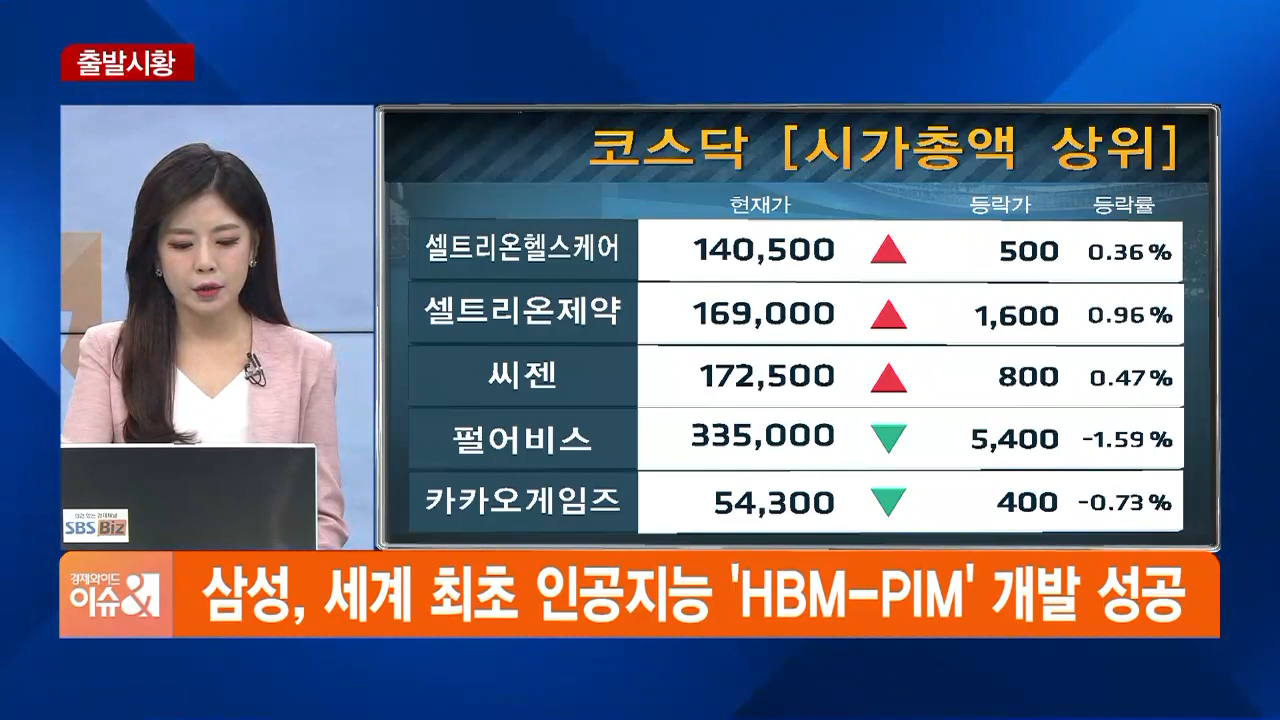 출발시황
코스닥 [시가총액 상위]
현재가 등락가 등락률
셀트리온헬스케어 140,500 ▲ 500 0.36%
셀트리온제약 169,000 ▲ 1,600 0.96%
씨젠 172,500 ▲ 800 0.47%
펄어비스 335,000 ▼ 5,400 -1.59%
카카오게임즈 54,300 ▼ 400 -0.73%
SBS Biz
경제와이드
이슈&
삼성, 세계 최초 인공지능 'HBM-PIM' 개발 성공